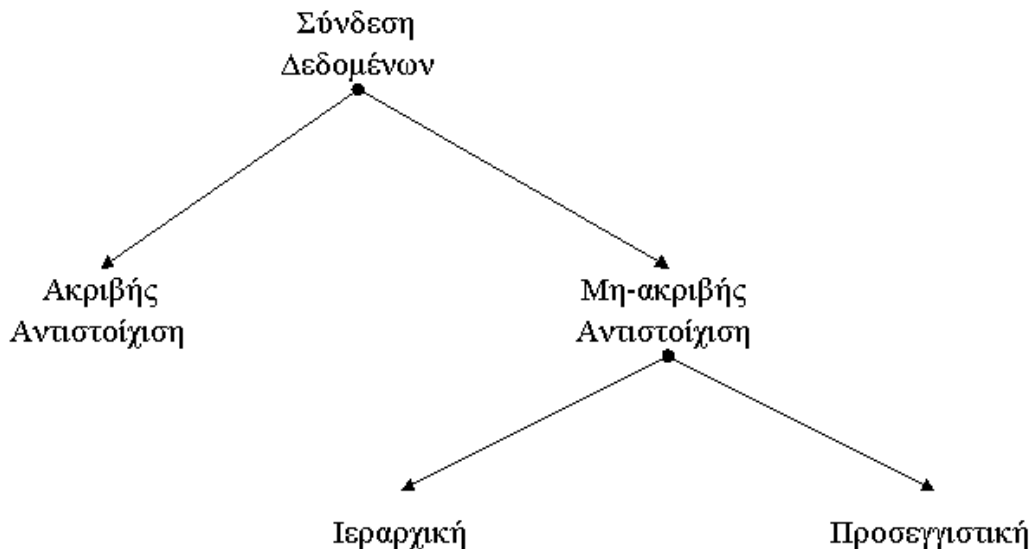 Σύνδεση
Δεδομένων
Ακριβής
Αντιστοίχιση
Μη-ακριβής
Αντιστοίχιση
Ιεραρχική
Προσεγγιστική